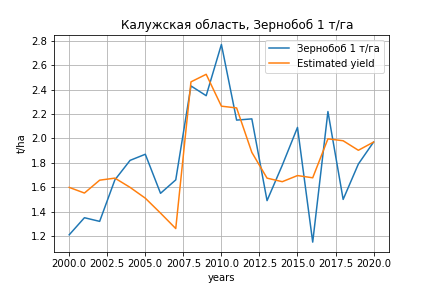 Калужская область, Зернобоб 1 т/га
Зернобоб 1 т/га
Estimated yield
2.8
2.6
2.4
2.2
2.0
1.8
1.6
1.4
1.2
t/ha
2000.0 2002.5 2005.0 2007.5 2010.0 2012.5 2015.0 2017.5 2020.0
years